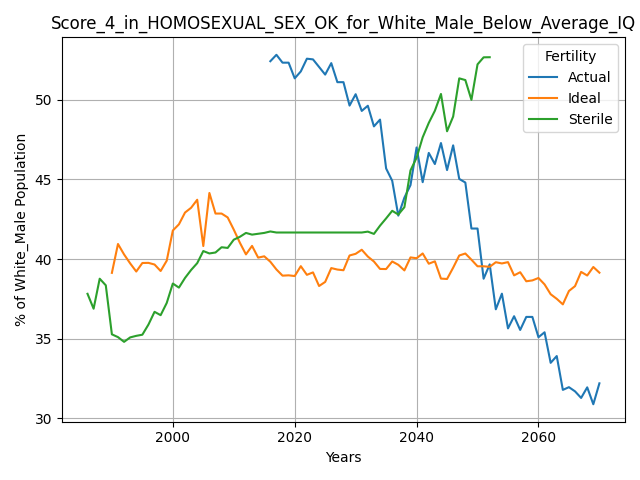 Score_4_in_HOMOSEXUAL_SEX_OK_for_White_Male_Below_Average_IQ
Fertility
Actual
Ideal
Sterile
% of White_Male Population
50
45
40
35
30
2000
2020
2040
2060
Years